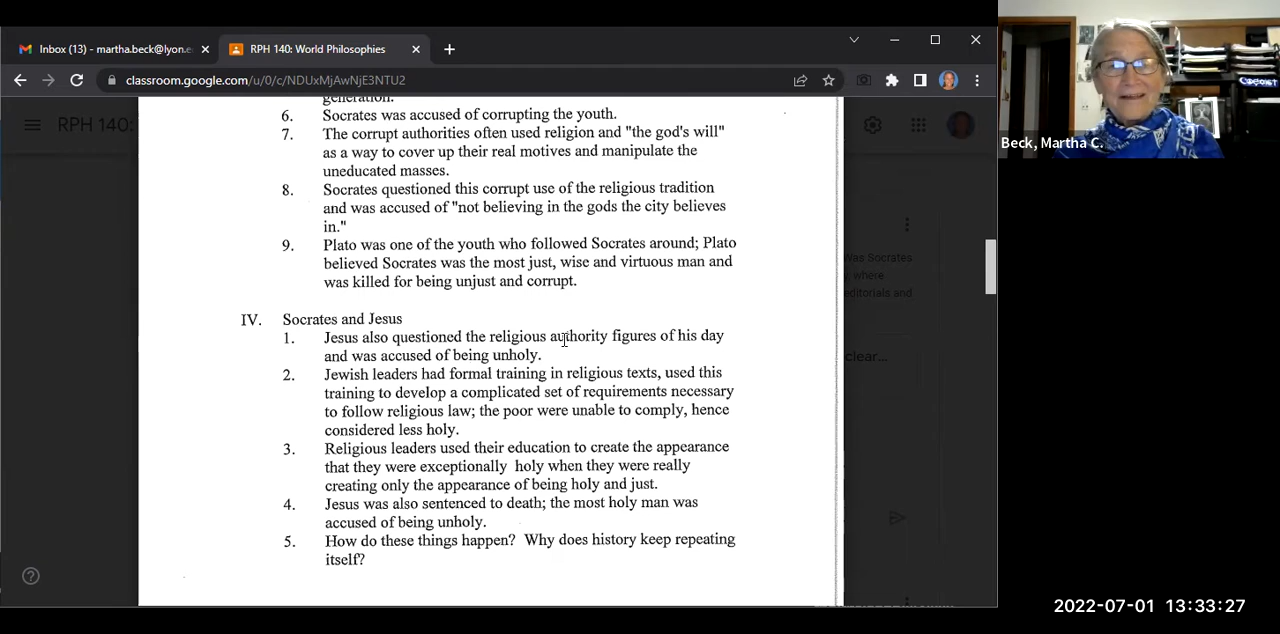 Inbox (13) - martha.beck@lyon.e
RPH 140: World Philosophies
classroom.google.com/u/0/c/NDUxMjAwNjE3NTU2
RPH 140:
generation.
6. Socrates was accused of corrupting the youth.
7. The corrupt authorities often used religion and "the god's will"
as a way to cover up their real motives and manipulate the
uneducated masses.
8. Socrates questioned this corrupt use of the religious tradition
and was accused of "not believing in the gods the city believes
in."
9. Plato was one of the youth who followed Socrates around; Plato
believed Socrates was the most just, wise and virtuous man and
was killed for being unjust and corrupt.
IV. Socrates and Jesus
1. Jesus also questioned the religious authority figures of his day
and was accused of being unholy.
2. Jewish leaders had formal training in religious texts, used this
training to develop a complicated set of requirements necessary
to follow religious law; the poor were unable to comply, hence
considered less holy.
3. Religious leaders used their education to create the appearance
that they were exceptionally holy when they were really
creating only the appearance of being holy and just.
4. Jesus was also sentenced to death; the most holy man was
accused of being unholy.
5. How do these things happen? Why does history keep repeating
itself?
Was Socrates
where
editorials and
clear...
Beck, Martha C.
2022-07-01 13:33:27